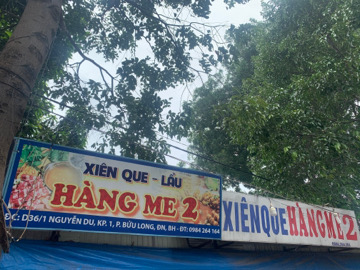 XIÊN QUE - LẨU
HÀNG ME 2
ĐC: D36/1 NGUYỄN DU, KP. 1, P. BỬU LONG, ĐN, BH - ĐT: 0984 264 164
XIÊN QUE HÀNG ME 2